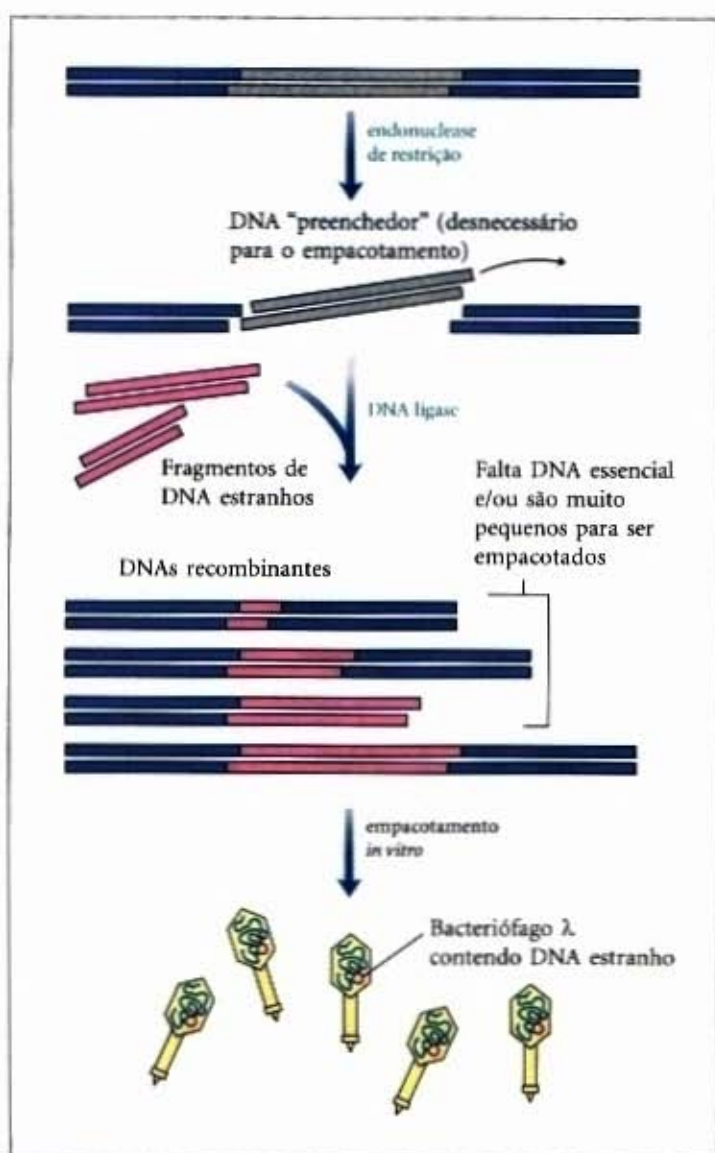 endonuclease
de restrição
DNA "preenchedor" (desnecessário
para o empacotamento)
DNA ligase
Fragmentos de
DNA estranhos
Falta DNA essencial
e/ou são muito
pequenos para ser
empacotados
DNAs recombinantes
empacotamento
in vitro
Bacteriófago λ
contendo DNA estranho